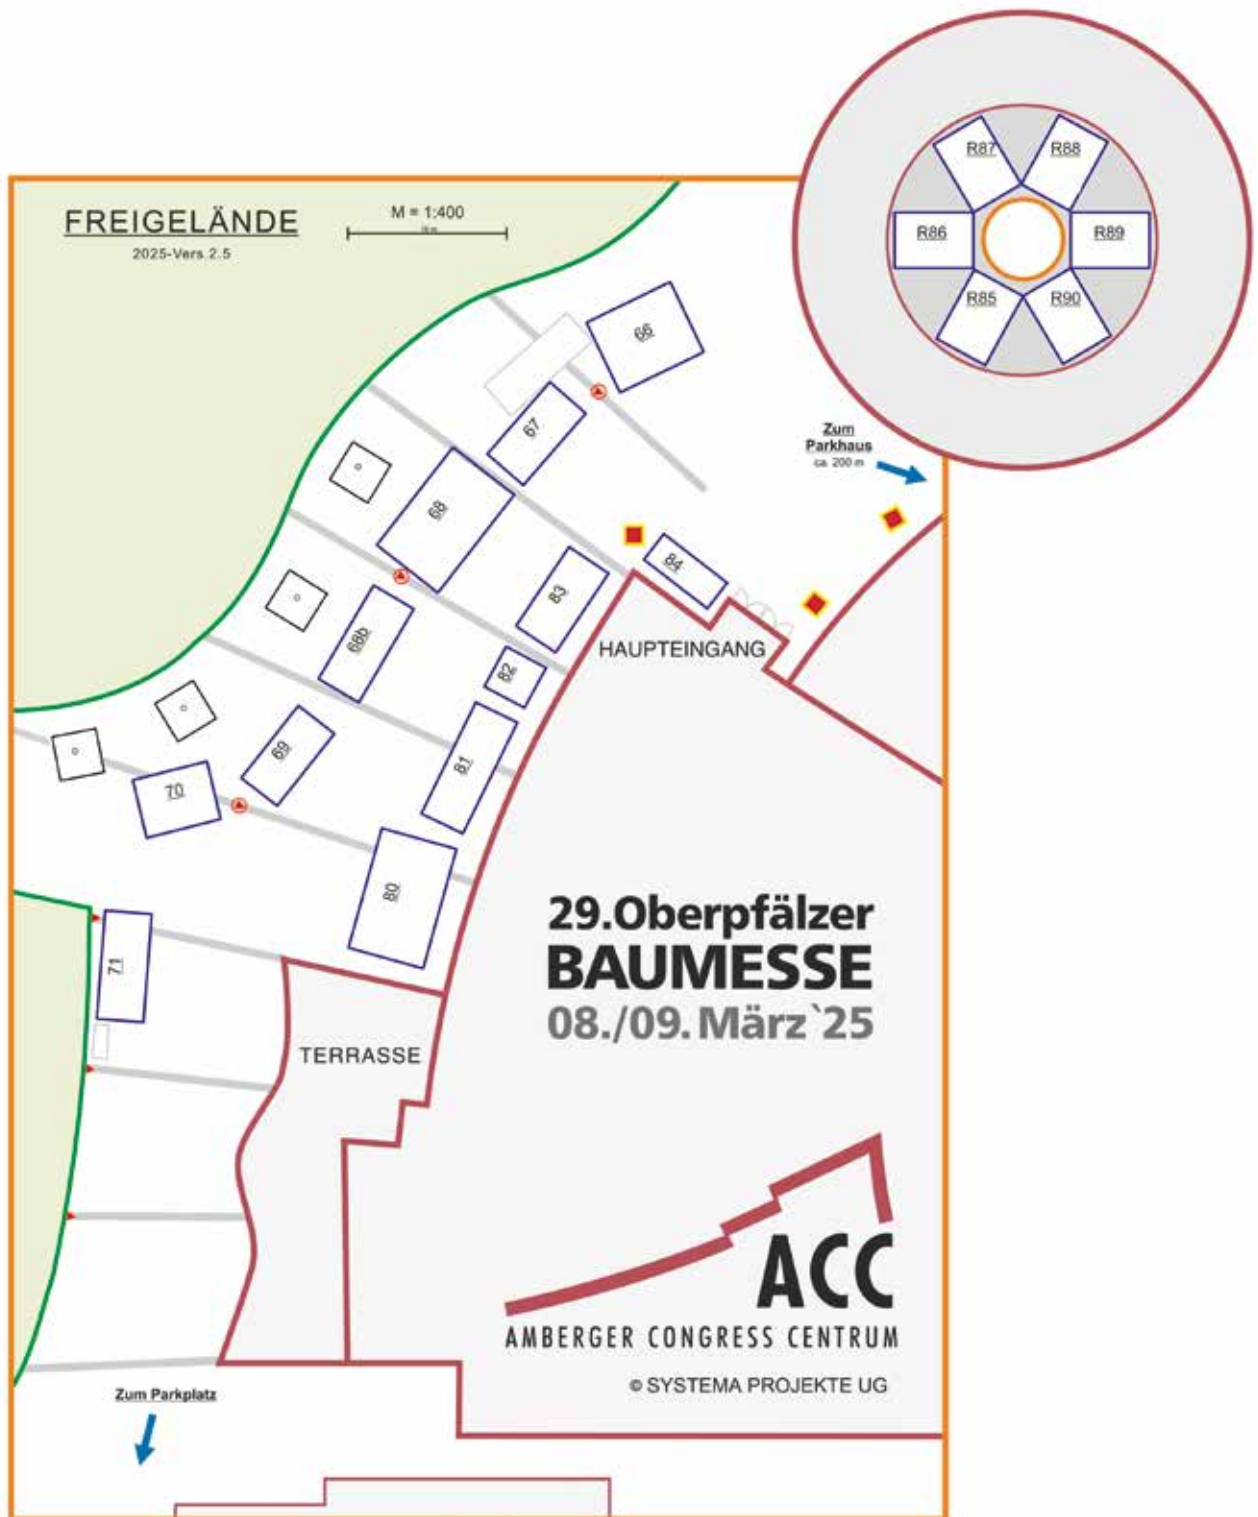 FREIGELÄNDE
2025-Vers.2.5
M = 1:400
R87
R88
R86
R89
R85
R90
66
67
68
Zum
Parkhaus
ca. 200 m
84
83
HAUPTEINGANG
68b
82
69
81
70
80
71
29.Oberpfälzer
BAUMESSE
08./09. März `25
TERRASSE
ACC
AMBERGER CONGRESS CENTRUM
© SYSTEMA PROJEKTE UG
Zum Parkplatz